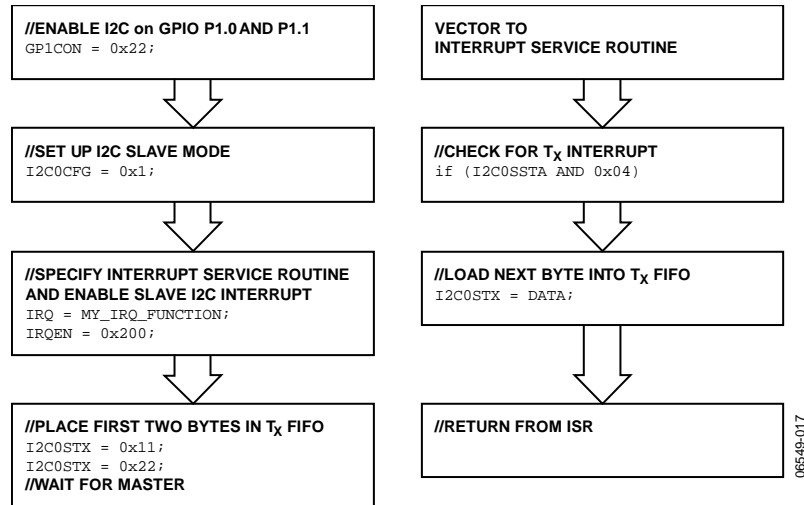 //ENABLE I2C on GPIO P1.0 AND P1.1
GP1CON = 0x22;
//SET UP I2C SLAVE MODE
I2C0CFG = 0x1;
//SPECIFY INTERRUPT SERVICE ROUTINE
AND ENABLE SLAVE I2C INTERRUPT
IRQ = MY_IRQ_FUNCTION;
IRQEN = 0x200;
//PLACE FIRST TWO BYTES IN TX FIFO
I2C0STX = 0x11;
I2C0STX = 0x22;
//WAIT FOR MASTER
VECTOR TO
INTERRUPT SERVICE ROUTINE
//CHECK FOR TX INTERRUPT
if (I2C0SSTA AND 0x04)
//LOAD NEXT BYTE INTO TX FIFO
I2C0STX = DATA;
//RETURN FROM ISR
06549-017